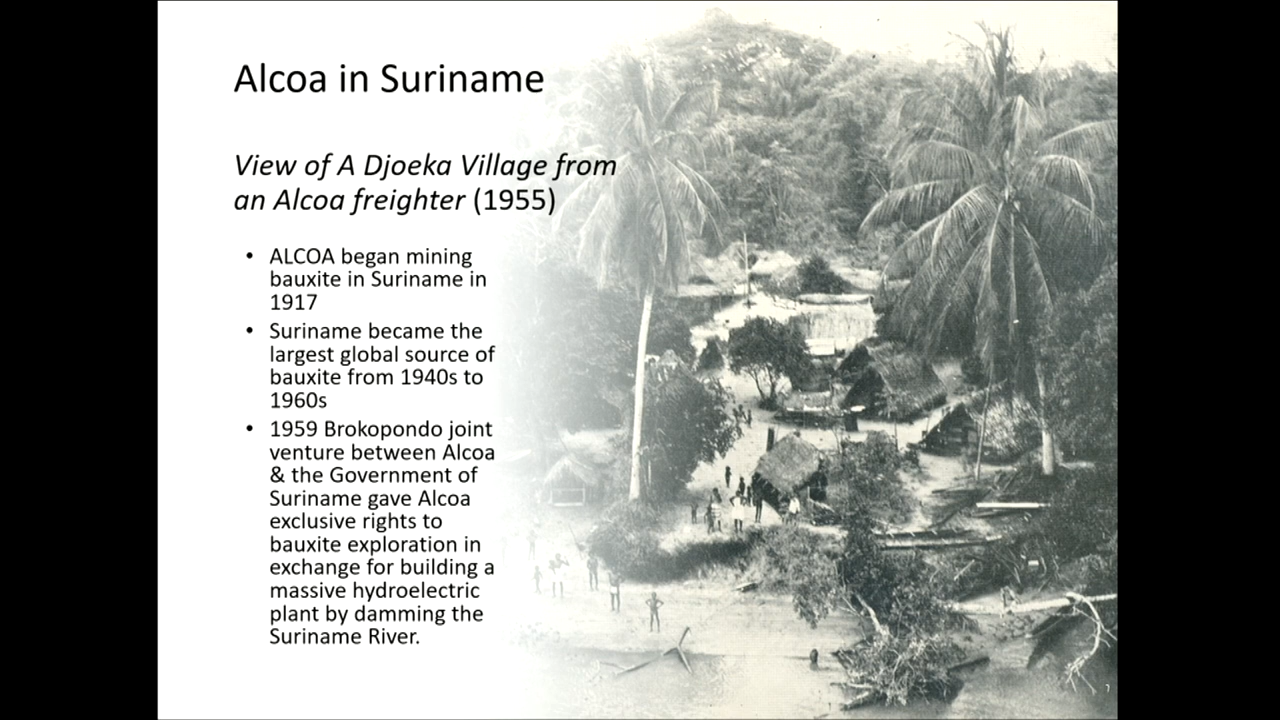 Alcoa in Suriname
View of A Djoeka Village from
an Alcoa freighter (1955)
• ALCOA began mining
bauxite in Suriname in
1917
• Suriname became the
largest global source of
bauxite from 1940s to
1960s
• 1959 Brokopondo joint
venture between Alcoa
& the Government of
Suriname gave Alcoa
exclusive rights to
bauxite exploration in
exchange for building a
massive hydroelectric
plant by damming the
Suriname River.